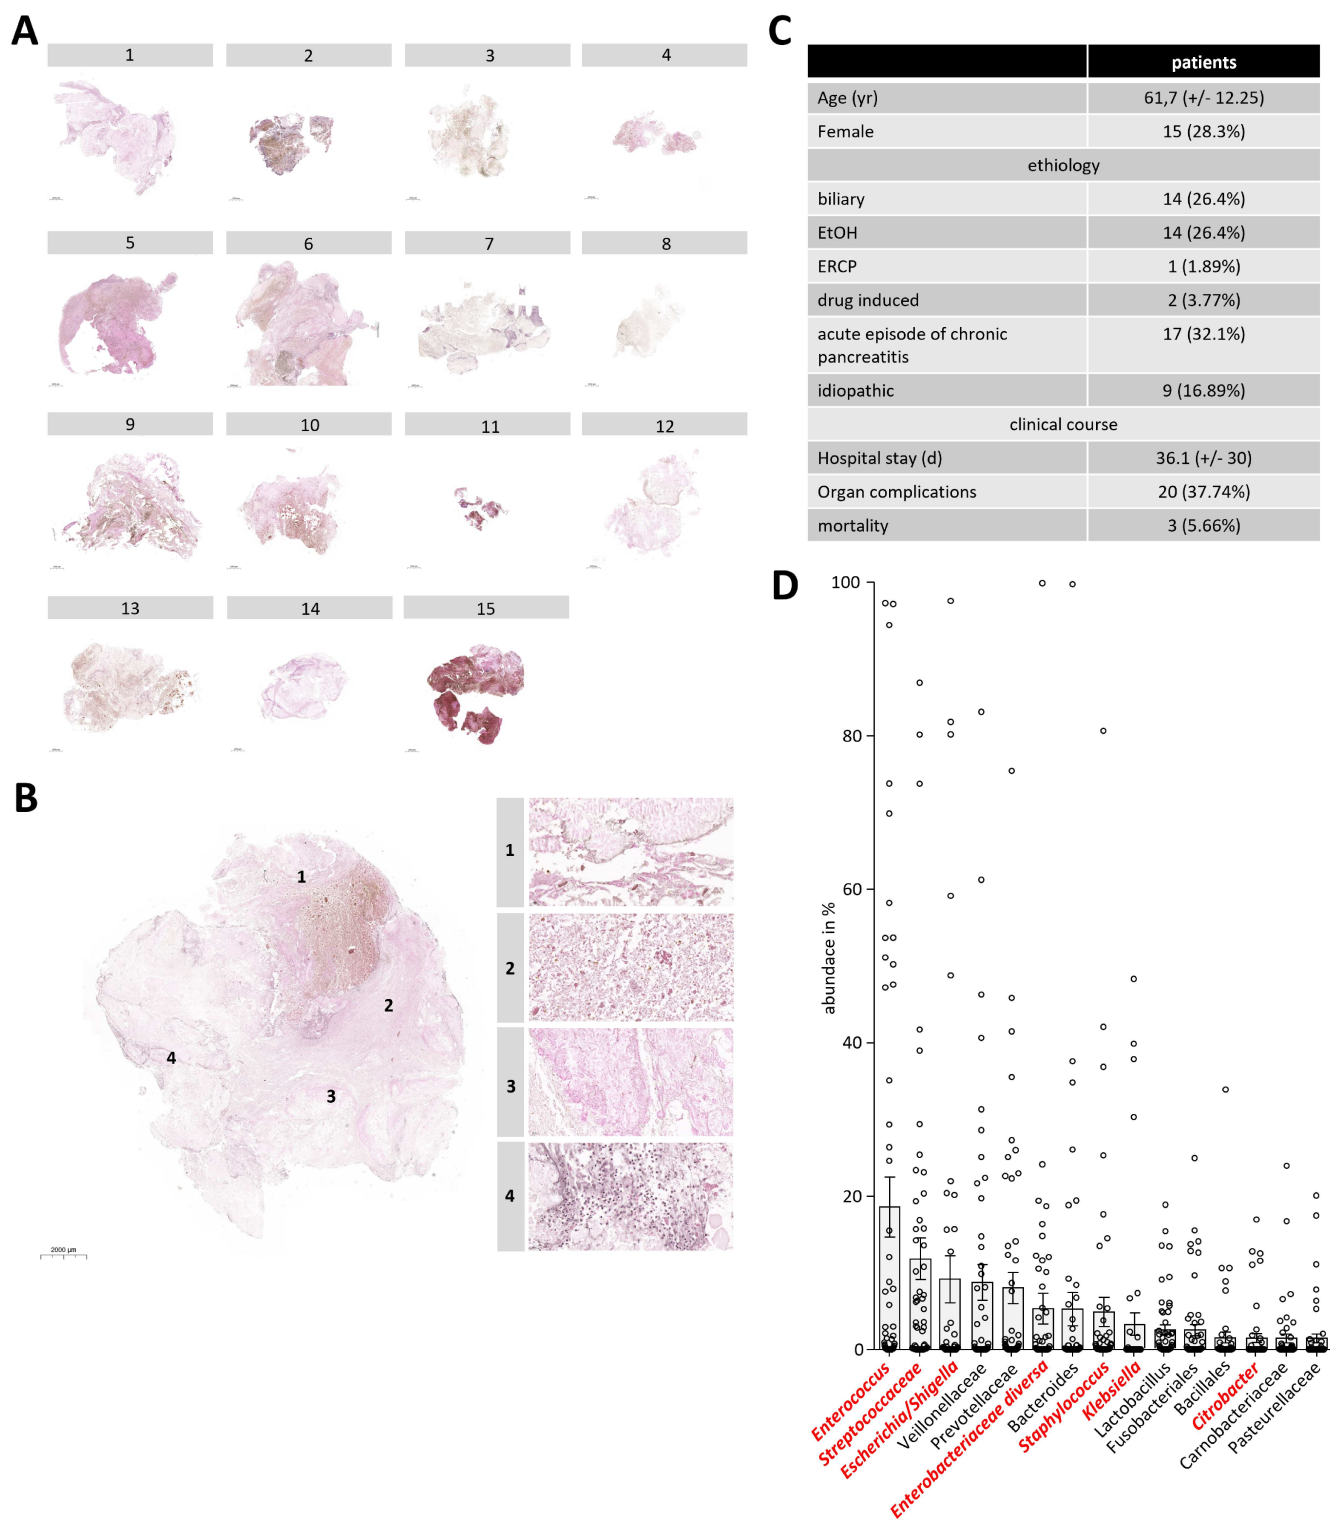 A
1 2 3 4
5 6 7 8
9 10 11 12
13 14 15
B
1
2
3
4
2000 µm
1
2
3
4
C
patients
Age (yr) 61,7 (+/- 12.25)
Female 15 (28.3%)
ethiology
biliary 14 (26.4%)
EtOH 14 (26.4%)
ERCP 1 (1.89%)
drug induced 2 (3.77%)
acute episode of chronic 17 (32.1%)
pancreatitis
idiopathic 9 (16.89%)
clinical course
Hospital stay (d) 36.1 (+/- 30)
Organ complications 20 (37.74%)
mortality 3 (5.66%)
D
abundace in %
100
80
60
40
20
0
Enterococcus
Streptococcaceae
Escherichia/Shigella
Veillonellaceae
Prevotellaceae
Enterobacteriaceae diversa
Bacteroides
Staphylococcus
Klebsiella
Lactobacillus
Fusobacteriales
Bacillales
Citrobacter
Carnobacteriaceae
Pasteurellaceae